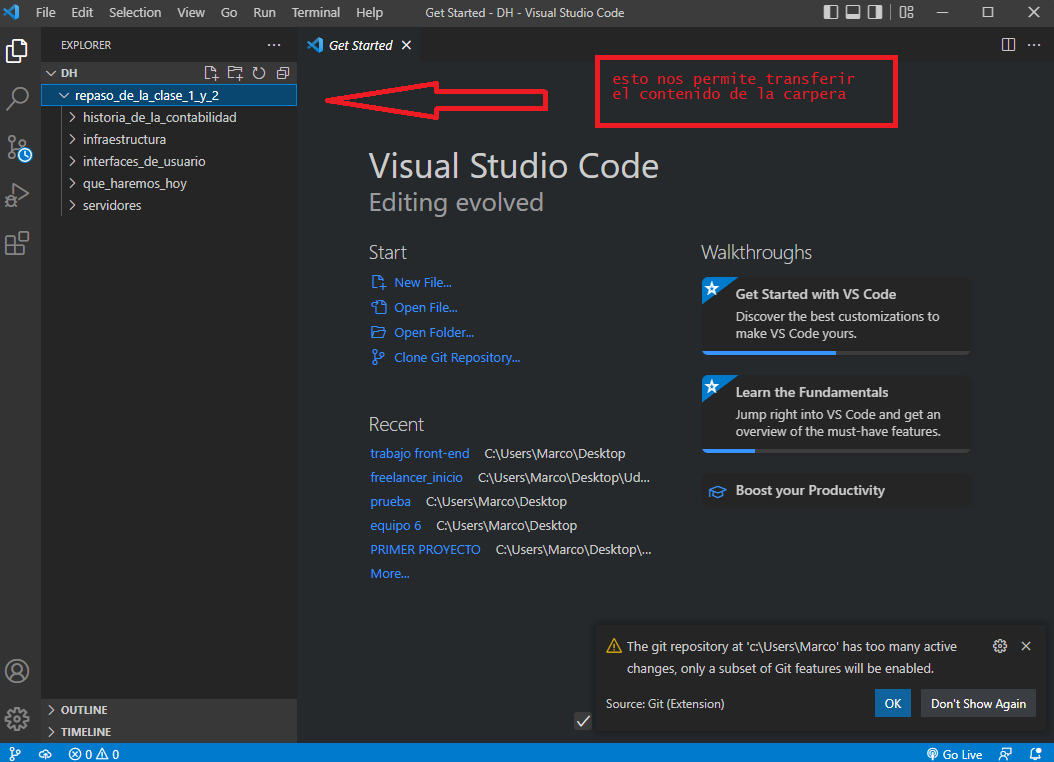 File Edit Selection View Go Run Terminal Help Get Started - DH - Visual Studio Code
EXPLORER
Get Started
DH
esto nos permite transferir
el contenido de la carpera
repaso_de_la_clase_1_y_2
historia_de_la_contabilidad
infraestructura
interfaces_de_usuario
que_haremos_hoy
servidores
Visual Studio Code
Editing evolved
Start
New File...
Open File...
Open Folder...
Clone Git Repository...
Recent
trabajo front-end C:\Users\Marco\Desktop
freelancer_inicio C:\Users\Marco\Desktop\Ud...
prueba C:\Users\Marco\Desktop
equipo 6 C:\Users\Marco\Desktop
PRIMER PROYECTO C:\Users\Marco\Desktop\...
More...
Walkthroughs
Get Started with VS Code
Discover the best customizations to
make VS Code yours.
Learn the Fundamentals
Jump right into VS Code and get an
overview of the must-have features.
Boost your Productivity
The git repository at 'c:\Users\Marco' has too many active
changes, only a subset of Git features will be enabled.
Source: Git (Extension) OK Don't Show Again
OUTLINE
TIMELINE
0 0 Go Live